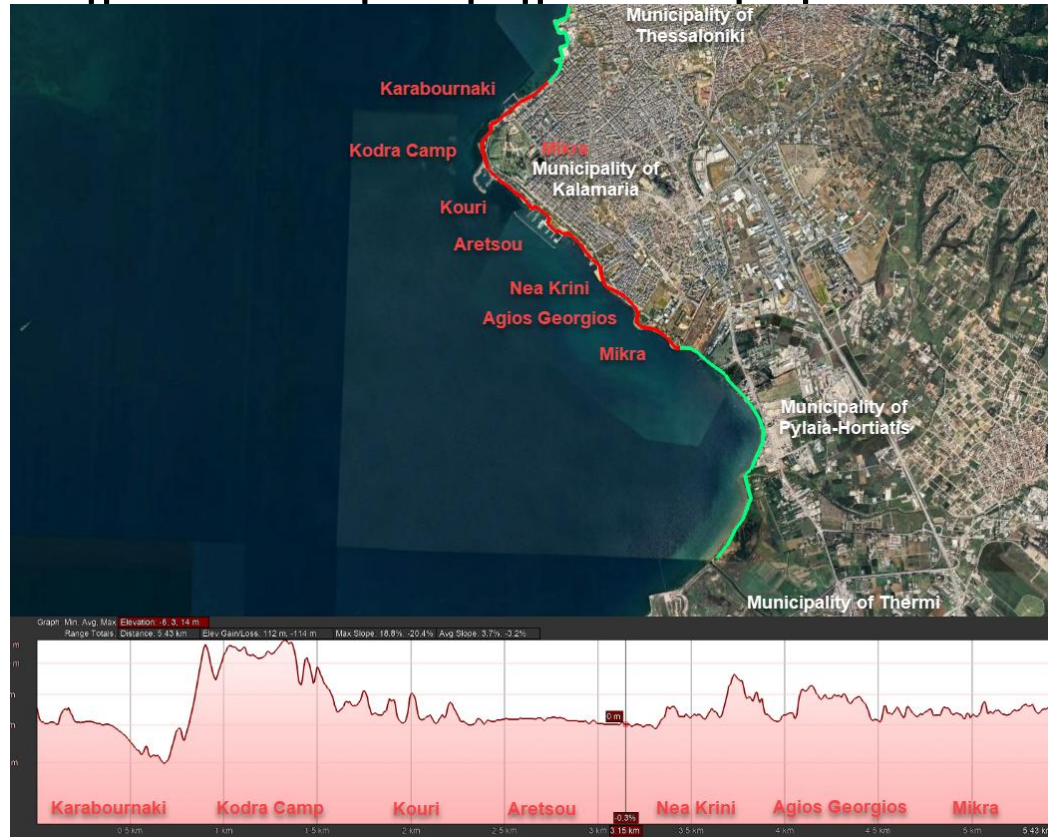 Municipality of
Thessaloniki
Karabournaki
Kodra Camp
Mikra
Municipality of
Kalamaria
Kouri
Aretsou
Nea Krini
Agios Georgios
Mikra
Municipality of
Pylaia-Hortiatis
Municipality of Thermi
Graph: Min, Avg, Max Elevation: -6, 3, 14 m
Range Totals: Distance: 5.43 km Elev Gain/Loss: 112 m, -114 m Max Slope: 18.8%, -20.4% Avg Slope: 3.7%, -3.2%
m
m
m
m
m
0 m
Karabournaki Kodra Camp Kouri Aretsou Nea Krini Agios Georgios Mikra
-0.3%
0.5 km 1 km 1.5 km 2 km 2.5 km 3 km 3.15 km 3.5 km 4 km 4.5 km 5 km 5.43 km